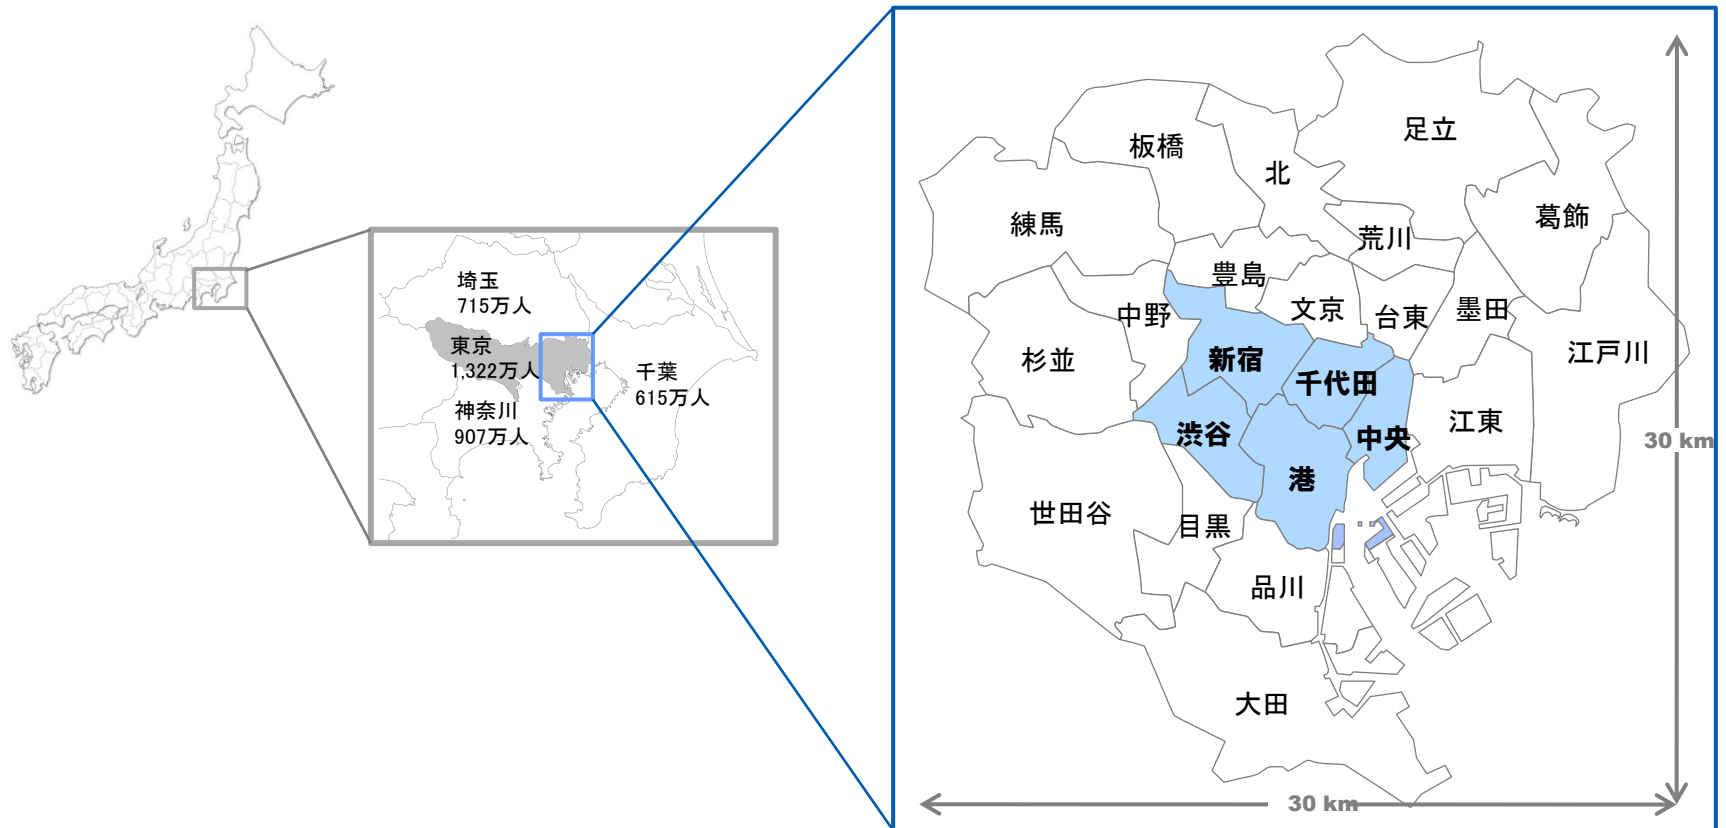 埼玉
715万人
東京
1,322万人
千葉
615万人
神奈川
907万人
足立
板橋
北
葛飾
練馬
荒川
豊島
文京
台東
墨田
中野
江戸川
杉並
新宿
千代田
江東
渋谷
中央
30 km
港
世田谷
目黒
品川
大田
30 km